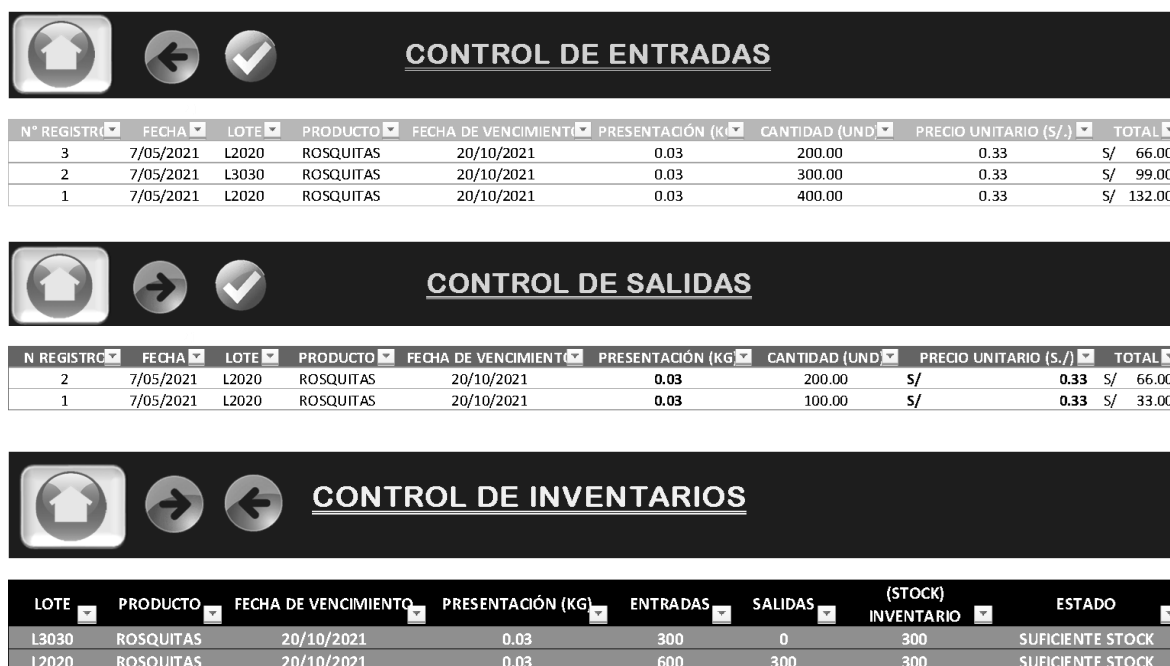 CONTROL DE ENTRADAS
N° REGISTRO FECHA LOTE PRODUCTO FECHA DE VENCIMIENTO PRESENTACIÓN (KG CANTIDAD (UND) PRECIO UNITARIO (S/.) TOTAL
3 7/05/2021 L2020 ROSQUITAS 20/10/2021 0.03 200.00 0.33 S/ 66.00
2 7/05/2021 L3030 ROSQUITAS 20/10/2021 0.03 300.00 0.33 S/ 99.00
1 7/05/2021 L2020 ROSQUITAS 20/10/2021 0.03 400.00 0.33 S/ 132.00
CONTROL DE SALIDAS
N REGISTRO FECHA LOTE PRODUCTO FECHA DE VENCIMIENTO PRESENTACIÓN (KG) CANTIDAD (UND) PRECIO UNITARIO (S./) TOTAL
2 7/05/2021 L2020 ROSQUITAS 20/10/2021 0.03 200.00 S/ 0.33 S/ 66.00
1 7/05/2021 L2020 ROSQUITAS 20/10/2021 0.03 100.00 S/ 0.33 S/ 33.00
CONTROL DE INVENTARIOS
LOTE PRODUCTO FECHA DE VENCIMIENTO PRESENTACIÓN (KG) ENTRADAS SALIDAS (STOCK) INVENTARIO ESTADO
L3030 ROSQUITAS 20/10/2021 0.03 300 0 300 SUFICIENTE STOCK
L2020 ROSQUITAS 20/10/2021 0.03 600 300 300 SUFICIENTE STOCK